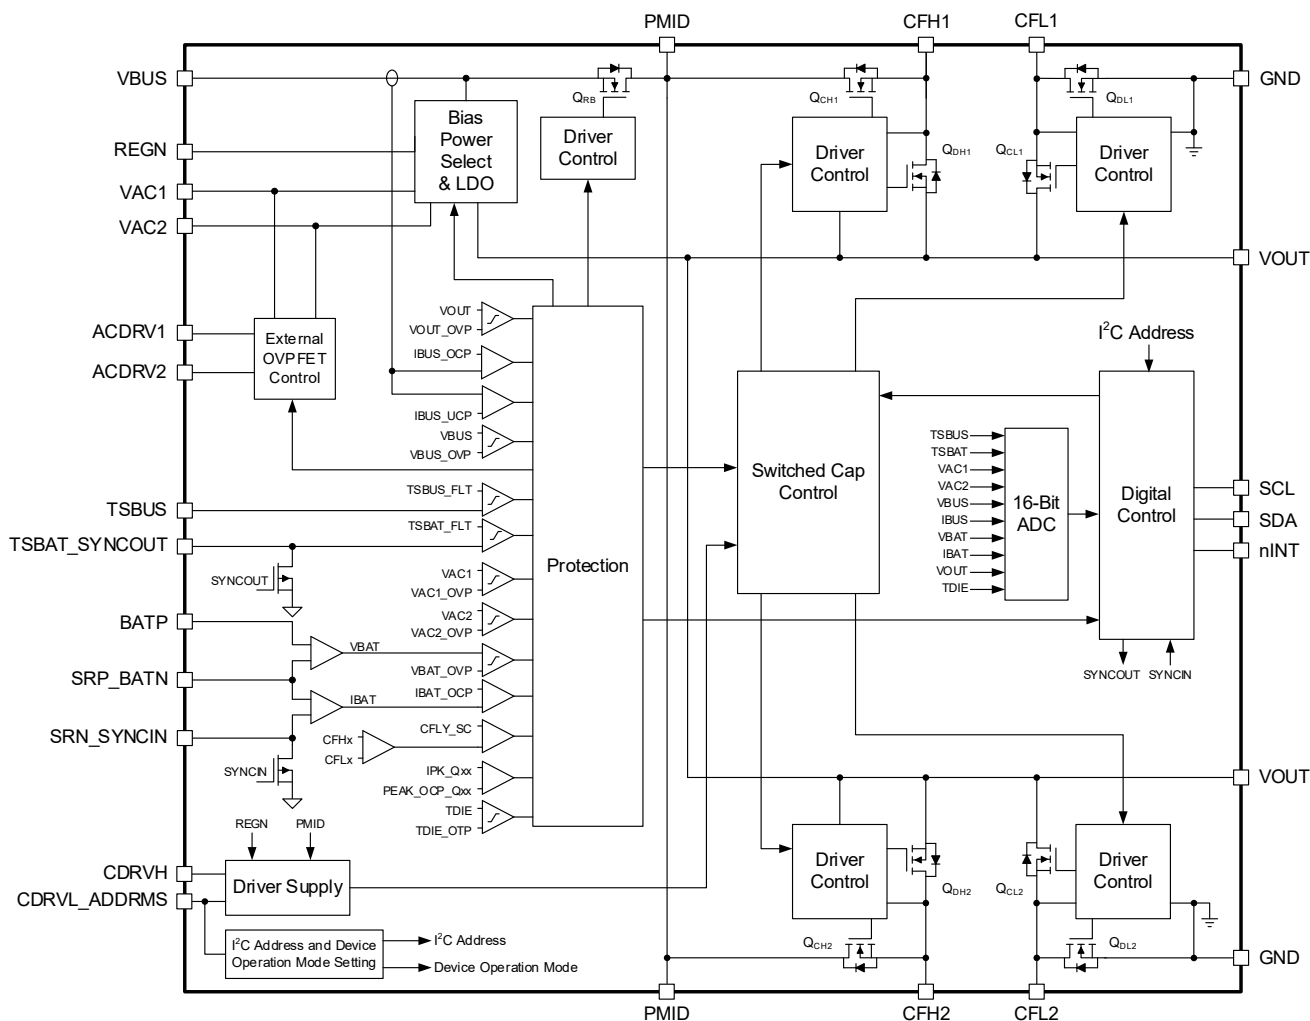 PMID
CFH1
CFL1
VBUS
REGN
VAC1
VAC2
ACDRV1
ACDRV2
TSBUS
TSBAT_SYNCOUT
BATP
SRP_BATN
SRN_SYNCIN
CDRVH
CDRVL_ADDRMS
Bias
Power
Select
& LDO
QRB
Driver
Control
QCH1
Driver
Control
QDH1
QCL1
QDL1
Driver
Control
GND
VOUT
External
OVPFET
Control
VOUT
VOUT_OVP
IBUS_OCP
IBUS_UCP
VBUS
VBUS_OVP
TSBUS_FLT
TSBAT_FLT
VAC1
VAC1_OVP
VAC2
VAC2_OVP
VBAT
VBAT_OVP
IBAT_OCP
IBAT
CFLY_SC
CFHx
CFLx
IPK_Qxx
PEAK_OCP_Qxx
TDIE
TDIE_OTP
SYNCOUT
SYNCIN
Protection
Switched Cap
Control
I²C Address
TSBUS
TSBAT
VAC1
VAC2
VBUS
IBUS
VBAT
IBAT
VOUT
TDIE
16-Bit
ADC
Digital
Control
SCL
SDA
nINT
SYNCOUT
SYNCIN
REGN
PMID
Driver Supply
I²C Address and Device
Operation Mode Setting
I²C Address
Device Operation Mode
VOUT
Driver
Control
QDH2
QCH2
QCL2
Driver
Control
QDL2
GND
PMID
CFH2
CFL2